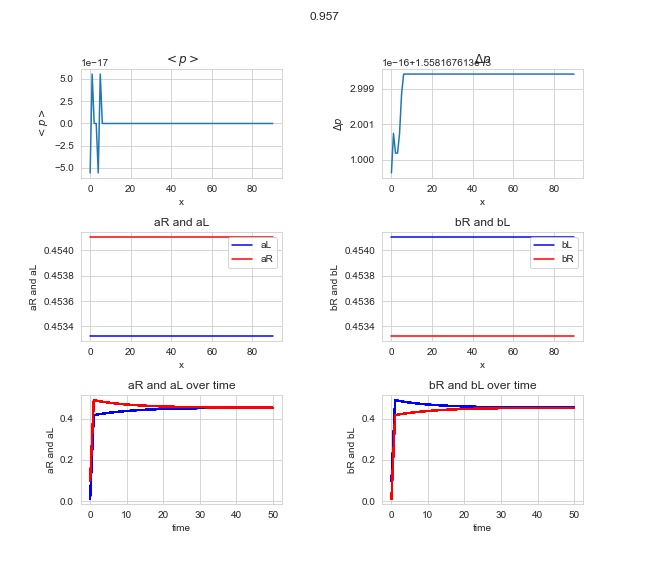 0.957
<p>
Δp
1e−17
1e−16+1.558167613e−13
5.0
2.5
0.0
−2.5
−5.0
<p>
0 20 40 60 80
x
2.999
2.001
1.000
Δp
0 20 40 60 80
x
aR and aL
0.4540
0.4538
0.4536
0.4534
aR and aL
aL
aR
0 20 40 60 80
x
bR and bL
0.4540
0.4538
0.4536
0.4534
bR and bL
bL
bR
0 20 40 60 80
x
aR and aL over time
0.4
0.2
0.0
aR and aL
0 10 20 30 40 50
time
bR and bL over time
0.4
0.2
0.0
bR and bL
0 10 20 30 40 50
time